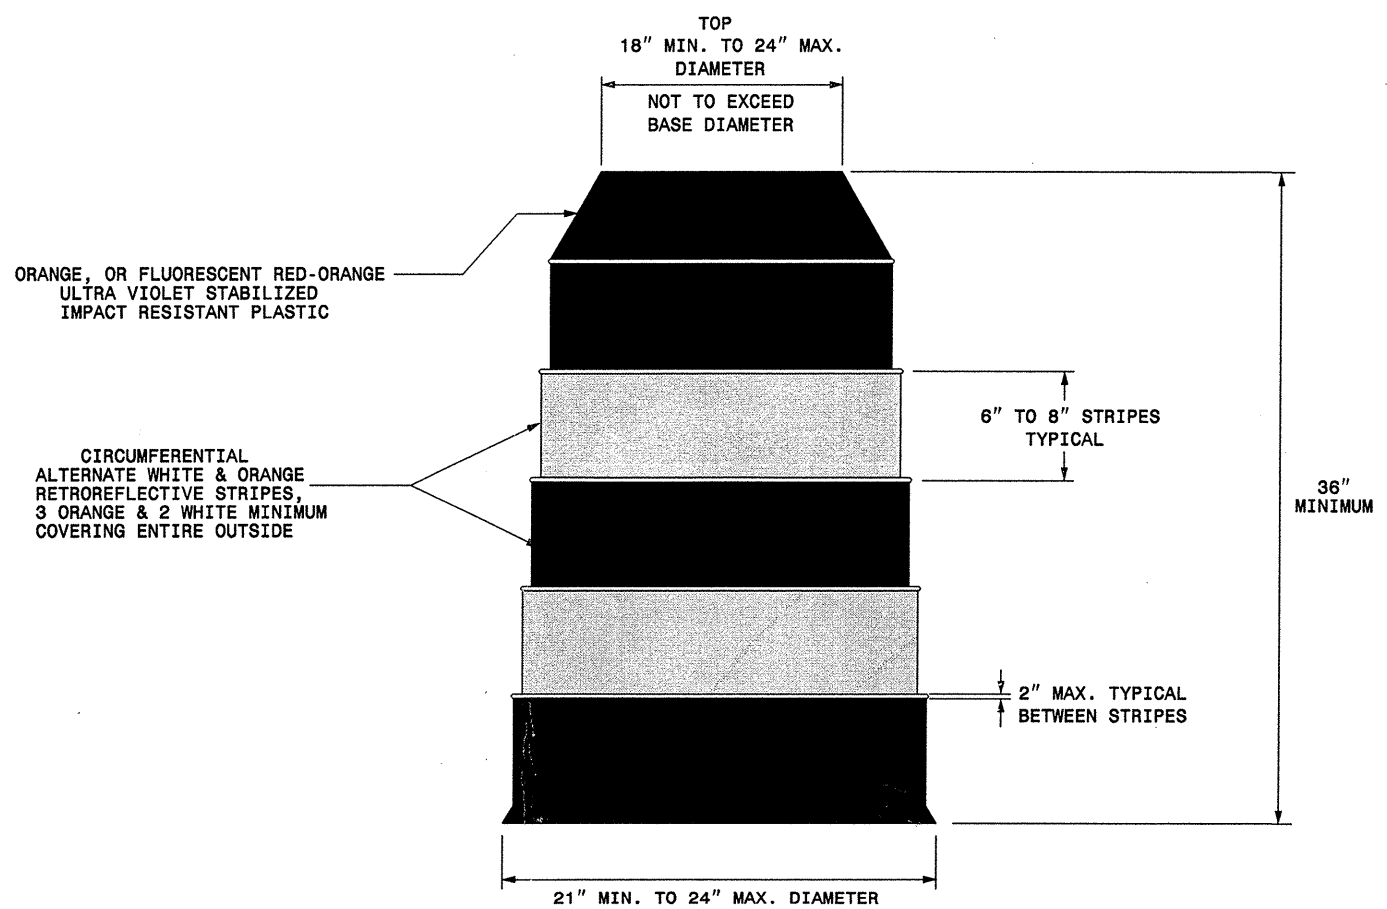 TOP
18" MIN. TO 24" MAX.
DIAMETER
NOT TO EXCEED
BASE DIAMETER
ORANGE, OR FLUORESCENT RED-ORANGE
ULTRA VIOLET STABILIZED
IMPACT RESISTANT PLASTIC
6" TO 8" STRIPES
TYPICAL
CIRCUMFERENTIAL
ALTERNATE WHITE & ORANGE
RETROREFLECTIVE STRIPES,
3 ORANGE & 2 WHITE MINIMUM
COVERING ENTIRE OUTSIDE
36"
MINIMUM
2" MAX. TYPICAL
BETWEEN STRIPES
21" MIN. TO 24" MAX. DIAMETER